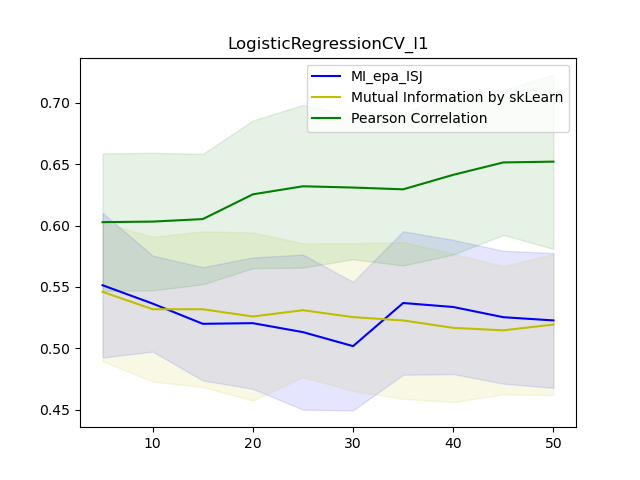 LogisticRegressionCV_l1
MI_epa_ISJ
Mutual Information by skLearn
Pearson Correlation
0.70
0.65
0.60
0.55
0.50
0.45
10 20 30 40 50